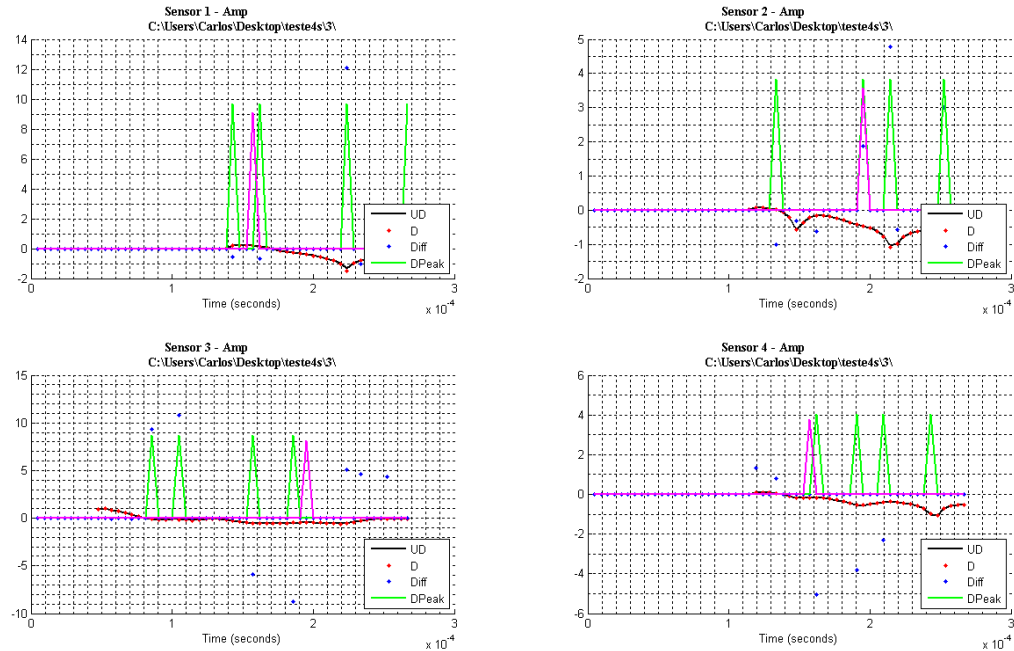 Sensor 1 - Amp
C:\Users\Carlos\Desktop\teste4s\3\
14
12
10
8
6
4
2
0
-2
0
1
2
3
Time (seconds)
x 10^-4
UD
D
Diff
DPeak
Sensor 2 - Amp
C:\Users\Carlos\Desktop\teste4s\3\
5
4
3
2
1
0
-1
-2
0
1
2
3
Time (seconds)
x 10^-4
UD
D
Diff
DPeak
Sensor 3 - Amp
C:\Users\Carlos\Desktop\teste4s\3\
15
10
5
0
-5
-10
0
1
2
3
Time (seconds)
x 10^-4
UD
D
Diff
DPeak
Sensor 4 - Amp
C:\Users\Carlos\Desktop\teste4s\3\
6
4
2
0
-2
-4
-6
0
1
2
3
Time (seconds)
x 10^-4
UD
D
Diff
DPeak